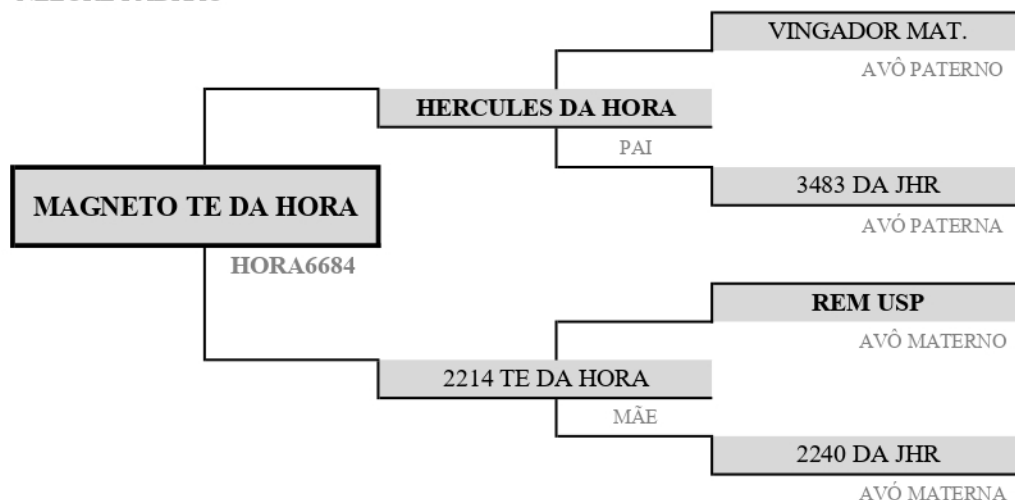 VINGADOR MAT.
AVÔ PATERNO
HERCULES DA HORA
PAI
3483 DA JHR
AVÓ PATERNA
MAGNETO TE DA HORA
HORA6684
REM USP
AVÔ MATERNO
2214 TE DA HORA
MÃE
2240 DA JHR
AVÓ MATERNA